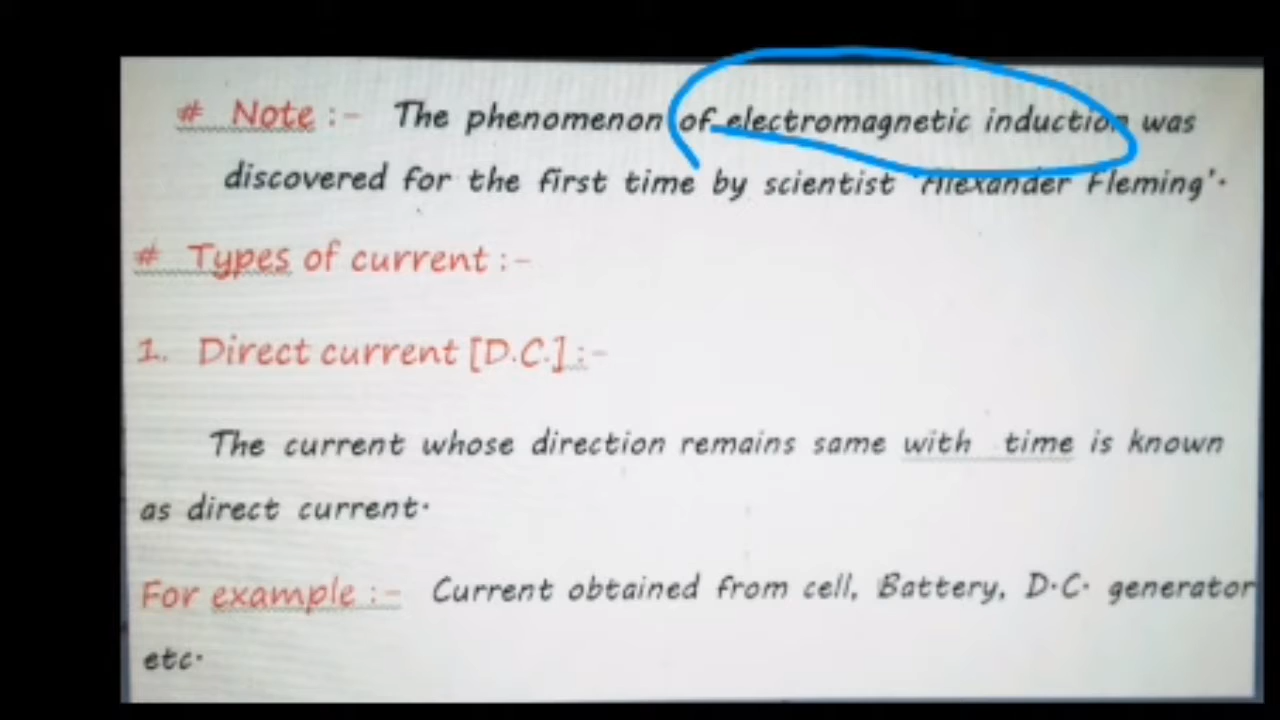 # Note :- The phenomenon of electromagnetic induction was
discovered for the first time by scientist 'Alexander Fleming'.
# Types of current :-
1. Direct current [D.C.] :-
The current whose direction remains same with time is known
as direct current.
For example :- Current obtained from cell, Battery, D.C. generator
etc.